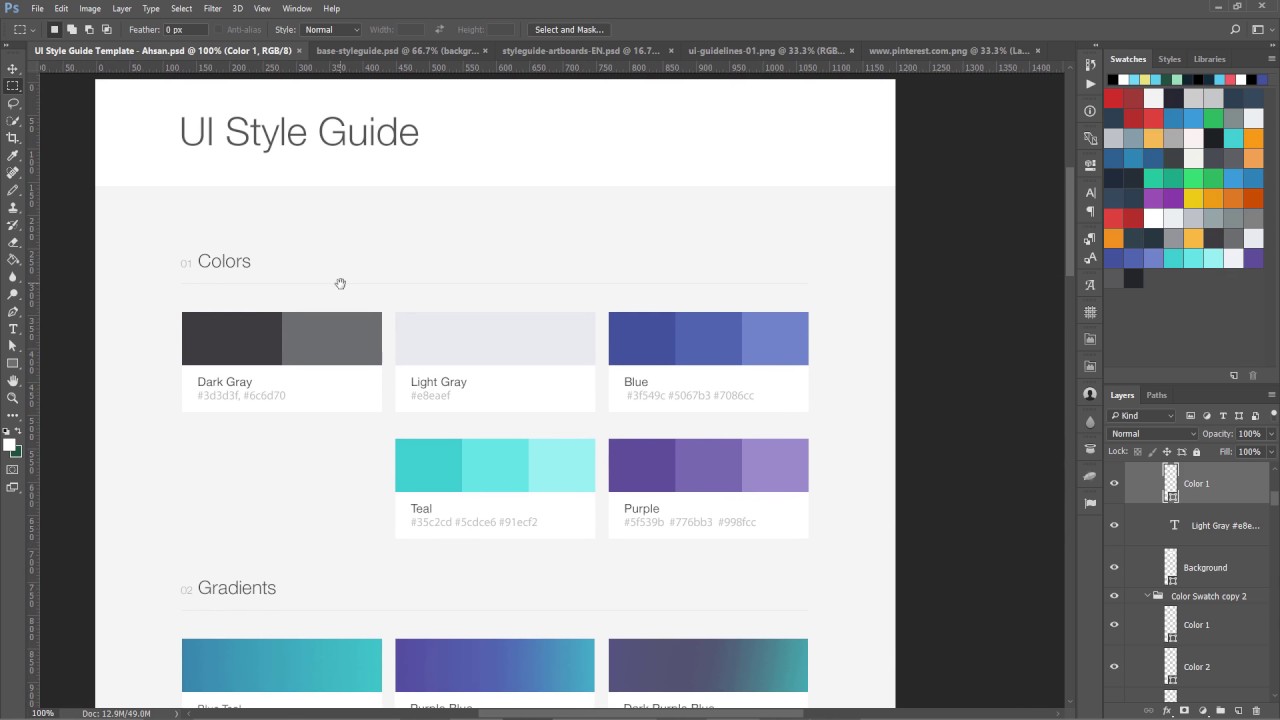 Ps File Edit Image Layer Type Select Filter 3D View Window Help
Feather: 0 px Anti-alias Style: Normal Width: Height: Select and Mask...
UI Style Guide Template - Ahsan.psd @ 100% (Color 1, RGB/8) × base-styleguide.psd @ 66.7% (backgr... × styleguide-artboards-EN.psd @ 16.7... × ui-guidelines-01.png @ 33.3% (RGB... × www.pinterest.com.png @ 33.3% (La... ×
50 0 50 100 150 200 250 300 350 400 450 500 550 600 650 700 750 800 850 900 950 1000 1050 1100 1150 1200 1250 1300 1350 1400
Swatches Styles Libraries
UI Style Guide
01 Colors
Dark Gray
#3d3d3f, #6c6d70
Light Gray
#e8eaef
Blue
#3f549c #5067b3 #7086cc
Teal
#35c2cd #5cdce6 #91ecf2
Purple
#5f539b #776bb3 #998fcc
02 Gradients
Blue Teal
Purple Blue
Dark Purple Blue
Layers Paths
Kind
Normal Opacity: 100%
Lock: Fill: 100%
Color 1
T Light Gray #e8e...
Background
Color Swatch copy 2
Color 1
Color 2
100% Doc: 12.9M/49.0M